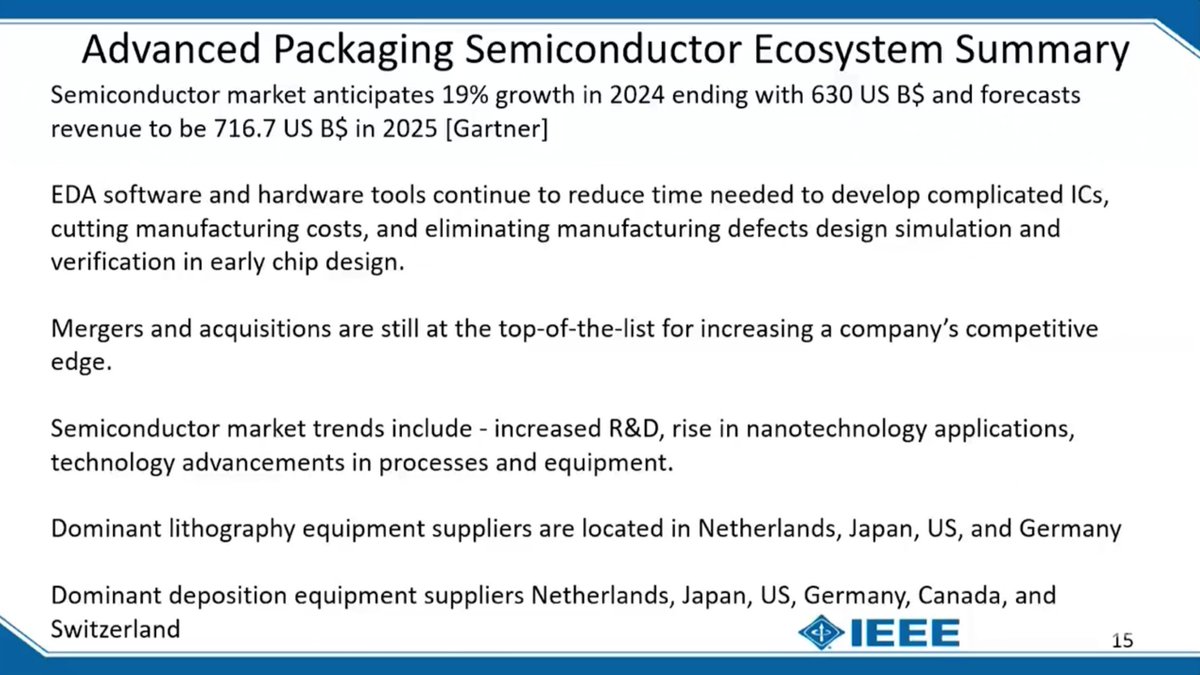 Advanced Packaging Semiconductor Ecosystem Summary
Semiconductor market anticipates 19% growth in 2024 ending with 630 US B$ and forecasts
revenue to be 716.7 US B$ in 2025 [Gartner]
EDA software and hardware tools continue to reduce time needed to develop complicated ICs,
cutting manufacturing costs, and eliminating manufacturing defects design simulation and
verification in early chip design.
Mergers and acquisitions are still at the top-of-the-list for increasing a company’s competitive
edge.
Semiconductor market trends include - increased R&D, rise in nanotechnology applications,
technology advancements in processes and equipment.
Dominant lithography equipment suppliers are located in Netherlands, Japan, US, and Germany
Dominant deposition equipment suppliers Netherlands, Japan, US, Germany, Canada, and
Switzerland
IEEE
15